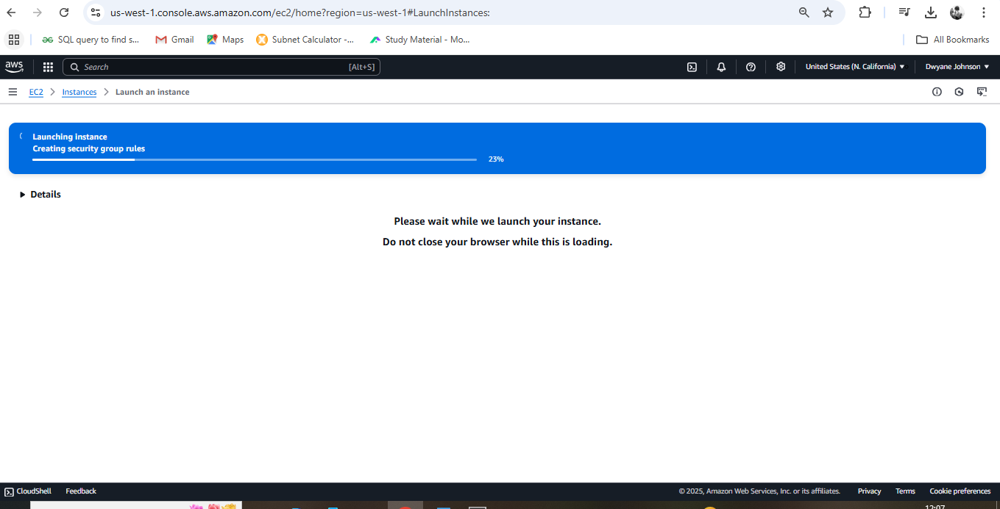 us-west-1.console.aws.amazon.com/ec2/home?region=us-west-1#LaunchInstances:
SQL query to find s... Gmail Maps Subnet Calculator -... Study Material - Mo... All Bookmarks
aws Search [Alt+S] United States (N. California) Dwyane Johnson
EC2 Instances Launch an instance
Launching instance
Creating security group rules
23%
Details
Please wait while we launch your instance.
Do not close your browser while this is loading.
CloudShell Feedback © 2025, Amazon Web Services, Inc. or its affiliates. Privacy Terms Cookie preferences
12:07